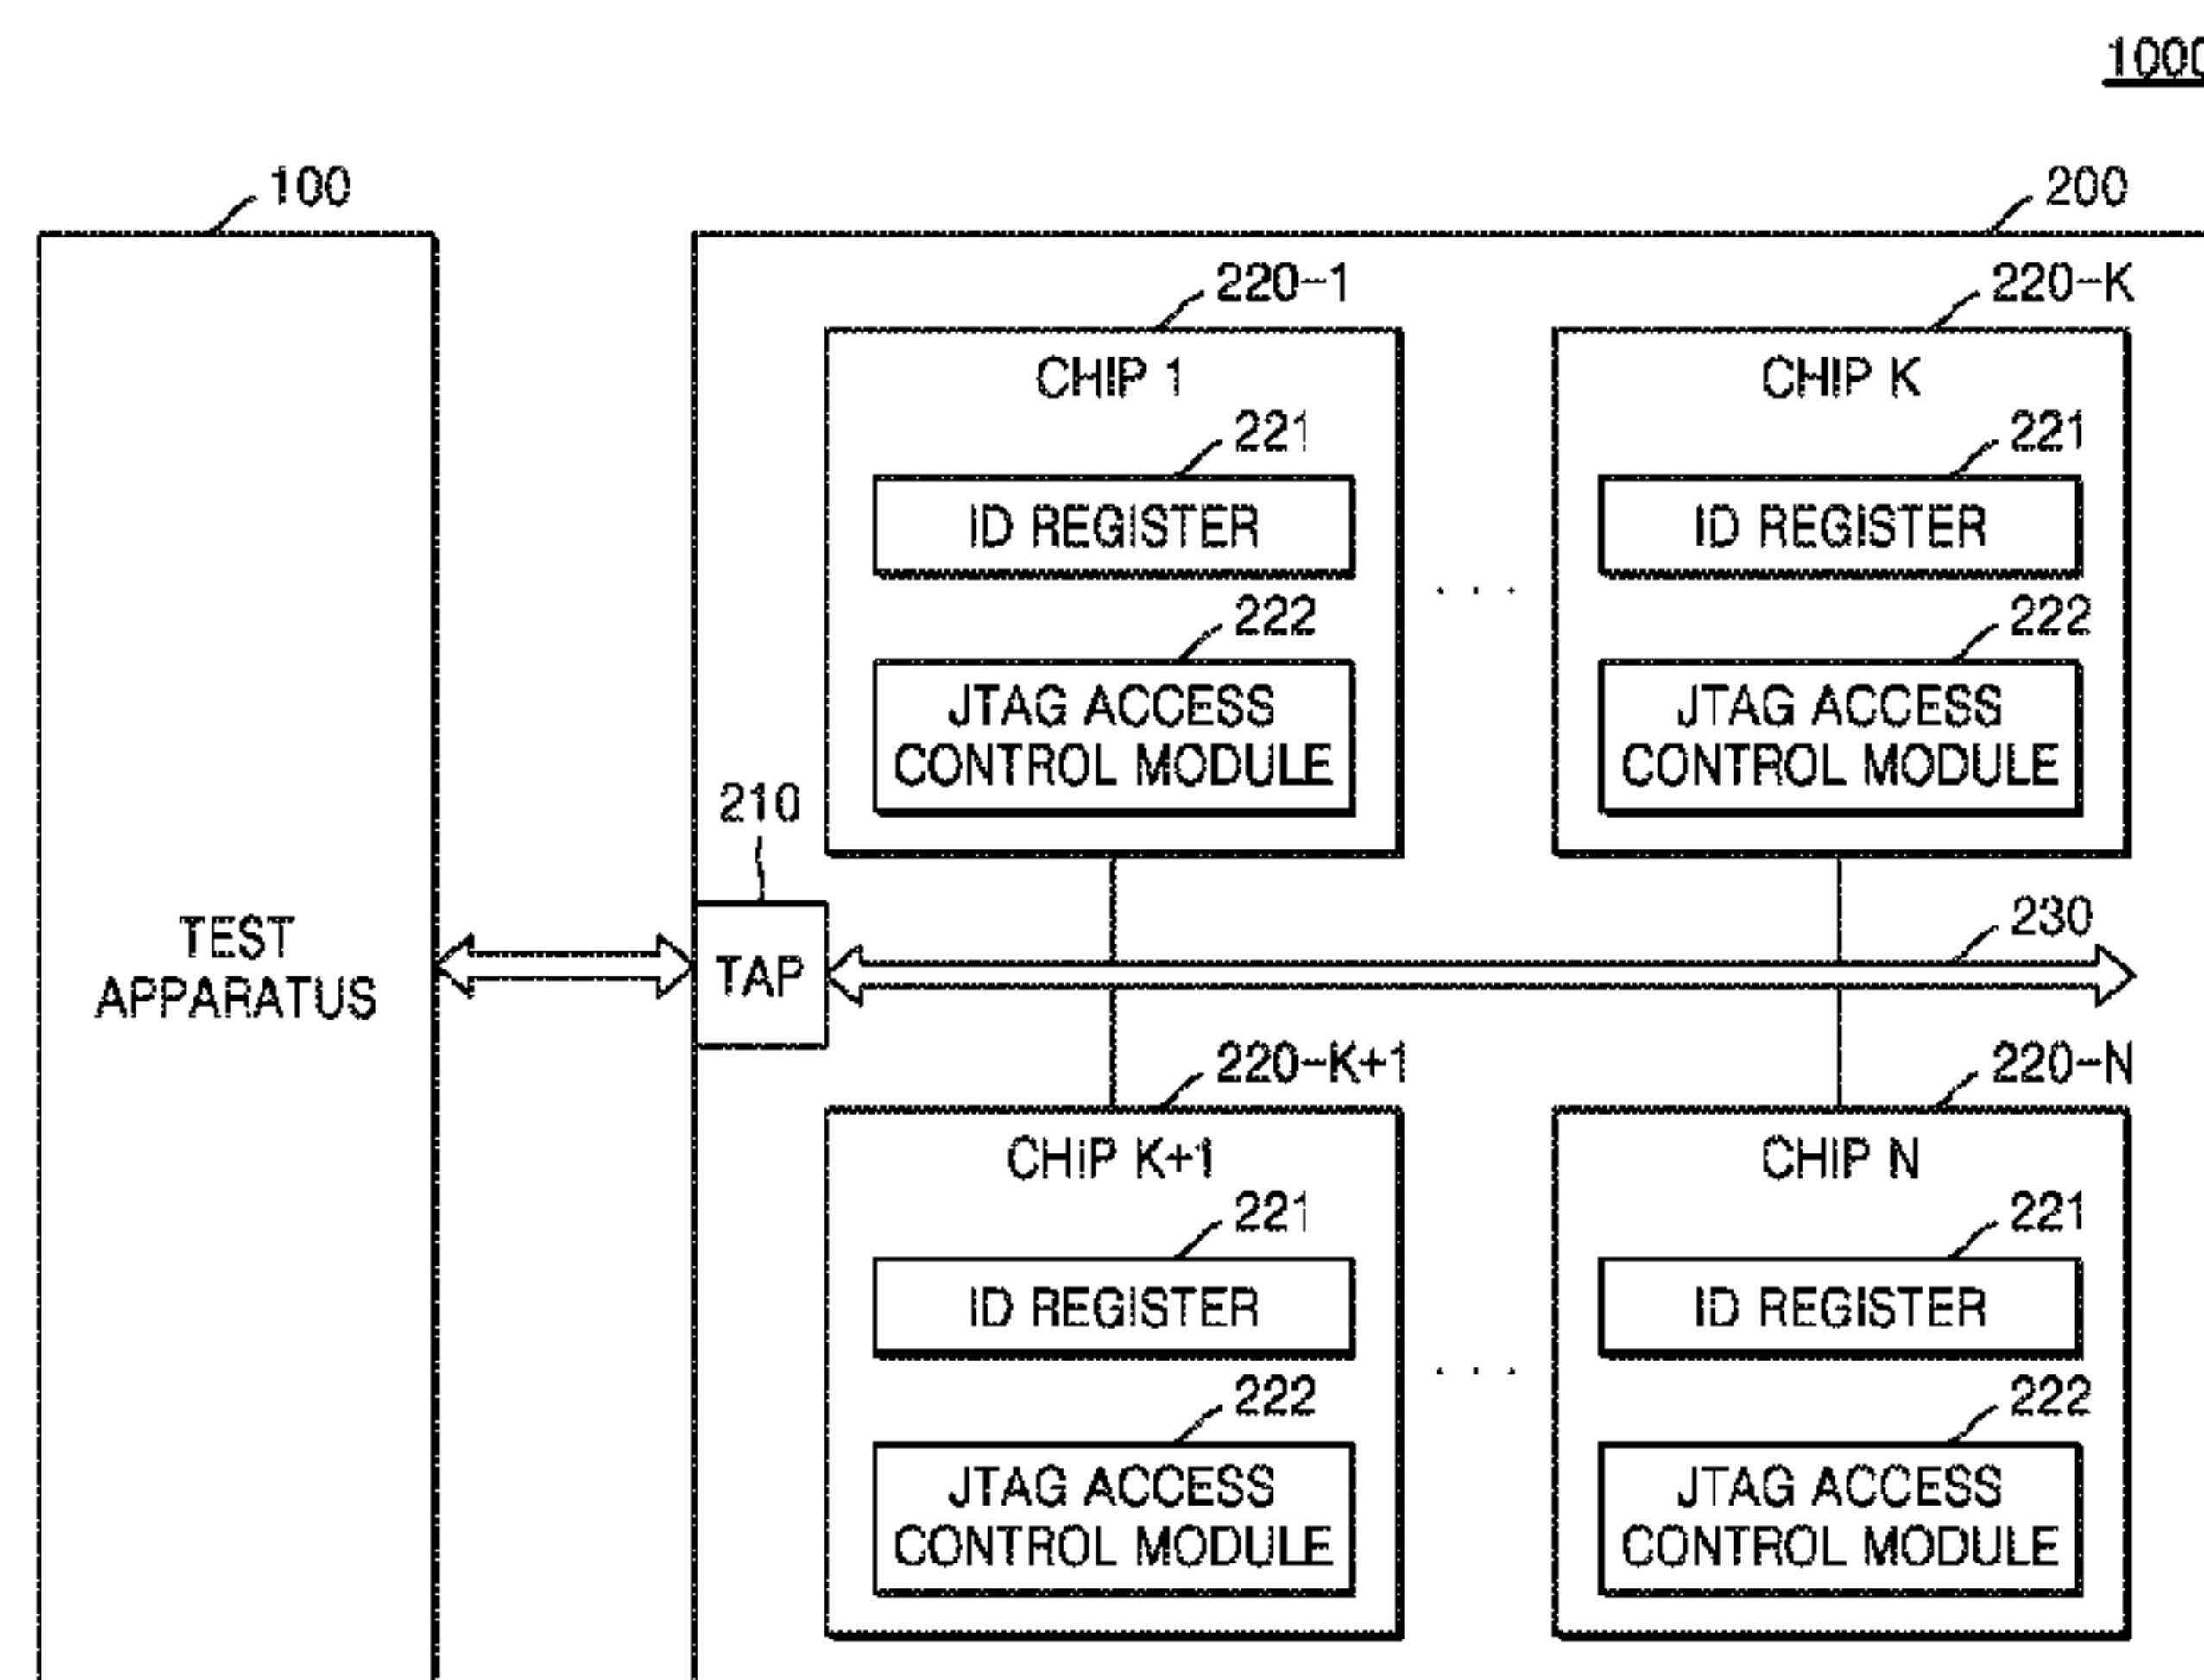 1000
100
200
220-1
220-K
CHIP 1
CHIP K
221
221
ID REGISTER
ID REGISTER
. . .
222
222
JTAG ACCESS
CONTROL MODULE
JTAG ACCESS
CONTROL MODULE
210
TEST
APPARATUS
TAP
230
220-K+1
220-N
CHIP K+1
CHIP N
221
221
ID REGISTER
ID REGISTER
. . .
222
222
JTAG ACCESS
CONTROL MODULE
JTAG ACCESS
CONTROL MODULE